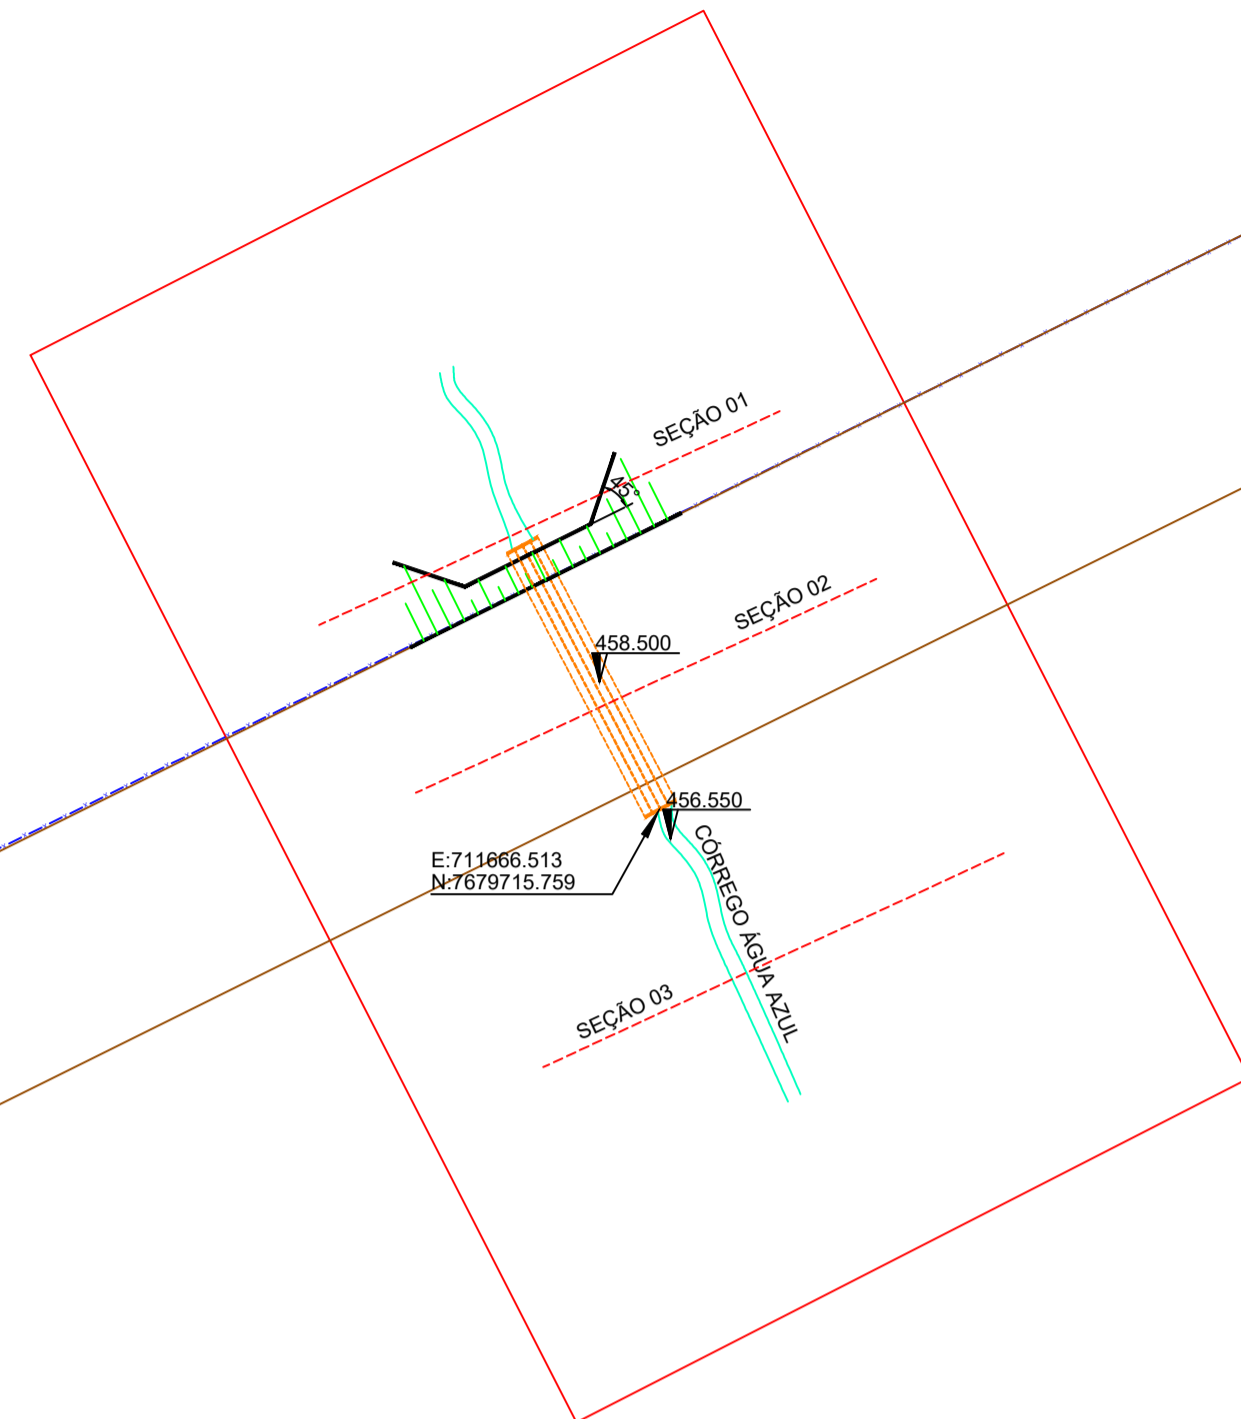 SEÇÃO 01
45°
SEÇÃO 02
458.500
456.550
E:711666.513
N:7679715.759
CÓRREGO ÁGUA AZUL
SEÇÃO 03